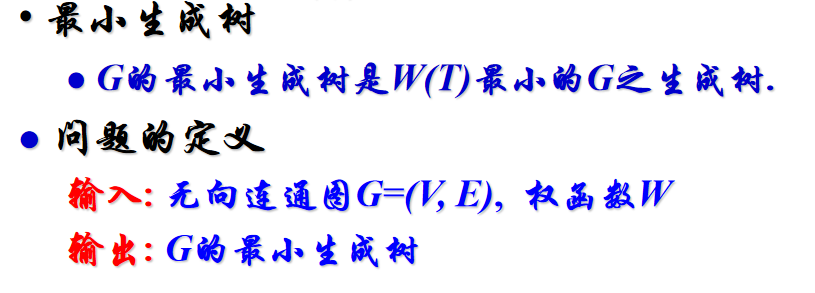 • 最小生成树
● G的最小生成树是W(T)最小的G之生成树.
● 问题的定义
输入: 无向连通图G=(V, E), 权函数W
输出: G的最小生成树